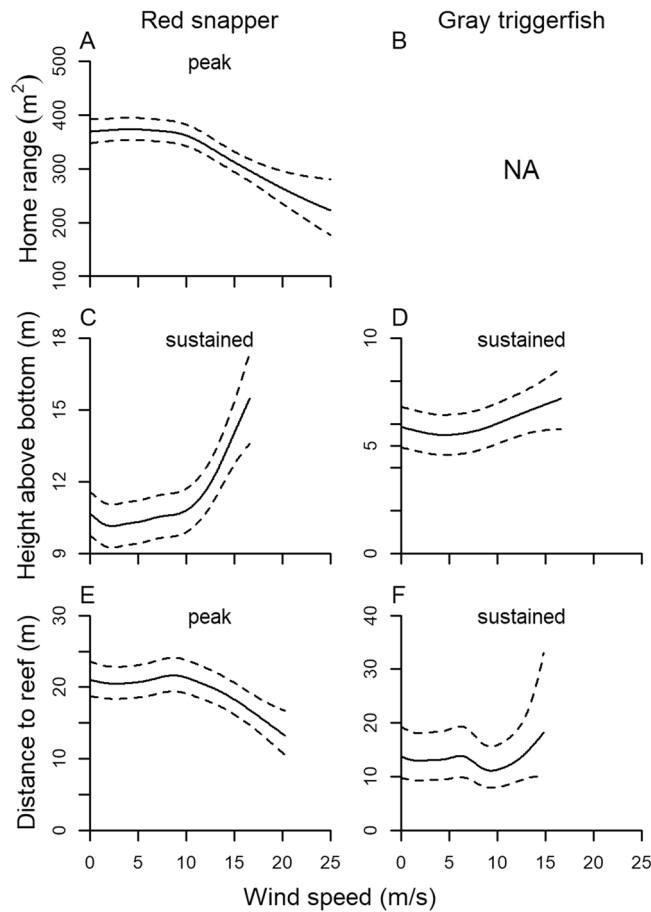 Red snapper
Gray triggerfish
A
peak
Home range (m²)
500
400
300
200
100
B
NA
C
sustained
Height above bottom (m)
18
15
12
9
D
sustained
10
5
0
E
peak
Distance to reef (m)
30
20
10
0
0 5 10 15 20 25
F
sustained
40
30
20
10
0
0 5 10 15 20 25
Wind speed (m/s)